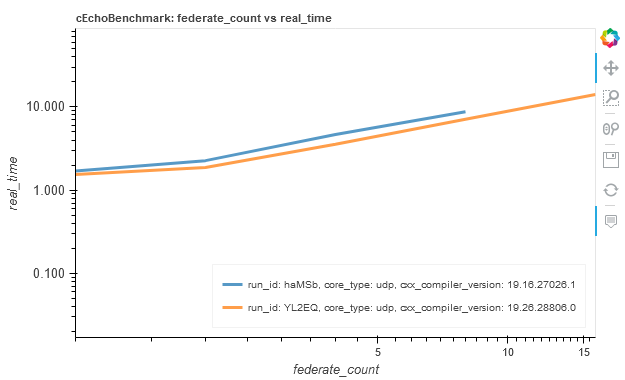 cEchoBenchmark: federate_count vs real_time
10.000
1.000
0.100
real_time
run_id: haMSb, core_type: udp, cxx_compiler_version: 19.16.27026.1
run_id: YL2EQ, core_type: udp, cxx_compiler_version: 19.26.28806.0
5
10
15
federate_count